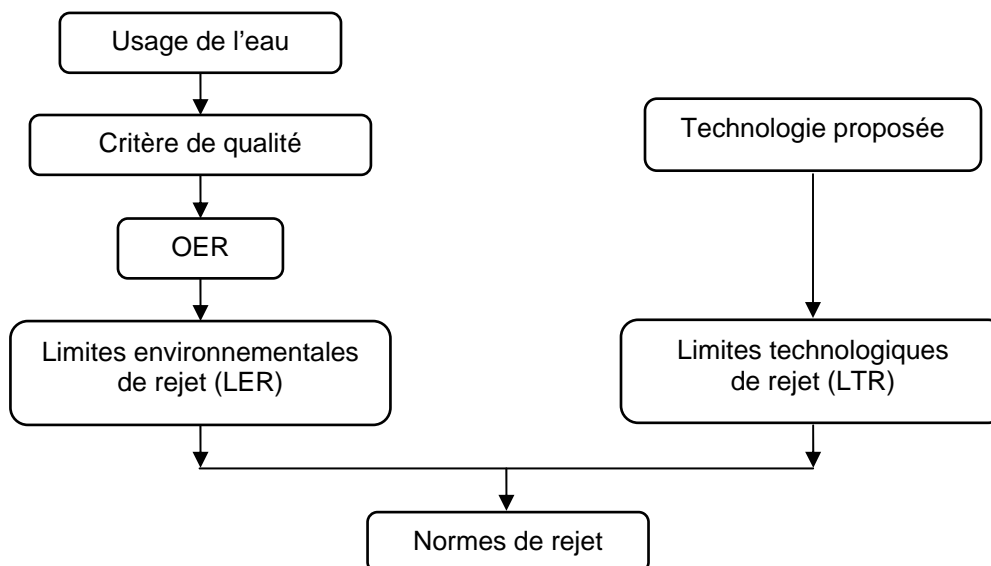 Usage de l'eau
Critère de qualité
Technologie proposée
OER
Limites environnementales
de rejet (LER)
Limites technologiques
de rejet (LTR)
Normes de rejet